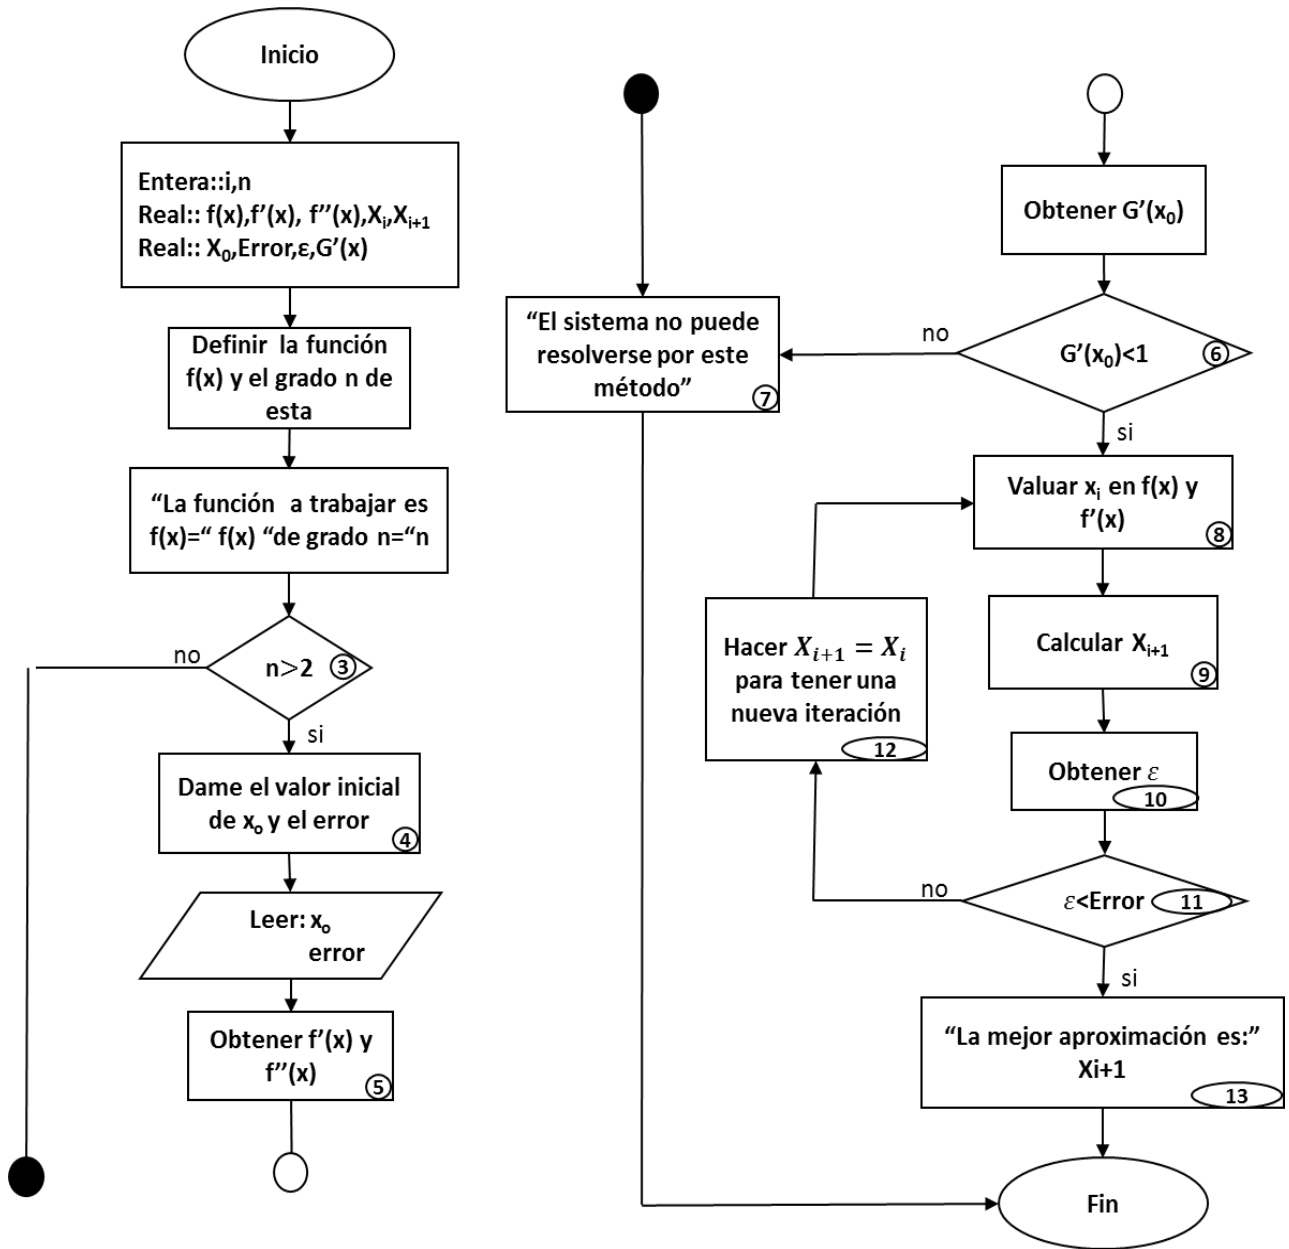 Inicio
Entera::i,n
Real:: f(x),f’(x), f’’(x),Xi,Xi+1
Real:: X0,Error,ε,G’(x)
Definir la función
f(x) y el grado n de
esta
“La función a trabajar es
f(x)=“ f(x) “de grado n=“n
no
n>2 3
si
Dame el valor inicial
de xo y el error
4
Leer: xo
error
Obtener f’(x) y
f’’(x)
5
“El sistema no puede
resolverse por este
método”
7
Obtener G’(x0)
no
G’(x0)<1 6
si
Valuar xi en f(x) y
f’(x)
8
Calcular Xi+1
9
Obtener ε
10
no
ε<Error 11
Hacer Xi+1 = Xi
para tener una
nueva iteración
12
si
“La mejor aproximación es:”
Xi+1
13
Fin